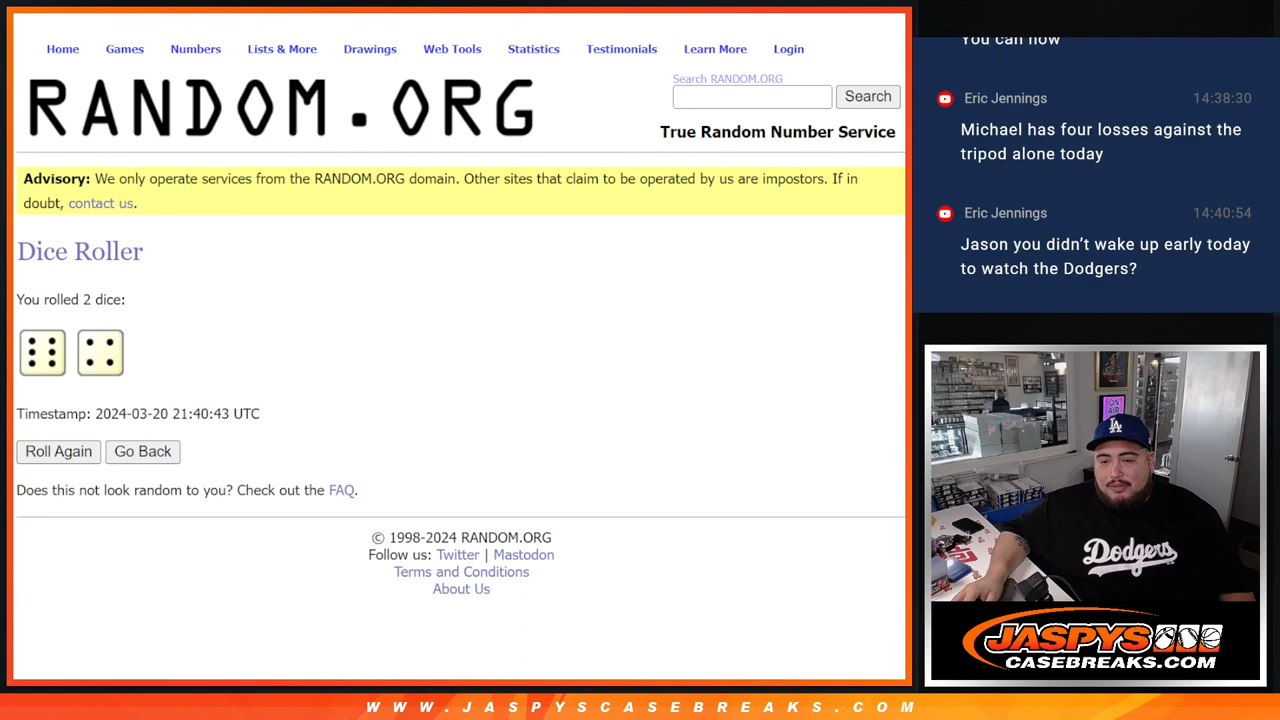 Home Games Numbers Lists & More Drawings Web Tools Statistics Testimonials Learn More Login
RANDOM.ORG
Search RANDOM.ORG
Search
True Random Number Service
Advisory: We only operate services from the RANDOM.ORG domain. Other sites that claim to be operated by us are impostors. If in
doubt, contact us.
Dice Roller
You rolled 2 dice:
Timestamp: 2024-03-20 21:40:43 UTC
Roll Again Go Back
Does this not look random to you? Check out the FAQ.
© 1998-2024 RANDOM.ORG
Follow us: Twitter | Mastodon
Terms and Conditions
About Us
You can now
Eric Jennings 14:38:30
Michael has four losses against the
tripod alone today
Eric Jennings 14:40:54
Jason you didn’t wake up early today
to watch the Dodgers?
ON
AIR
LA
Dodgers
JASPYS
CASEBREAKS.COM
WWW.JASPYSCASEBREAKS.COM